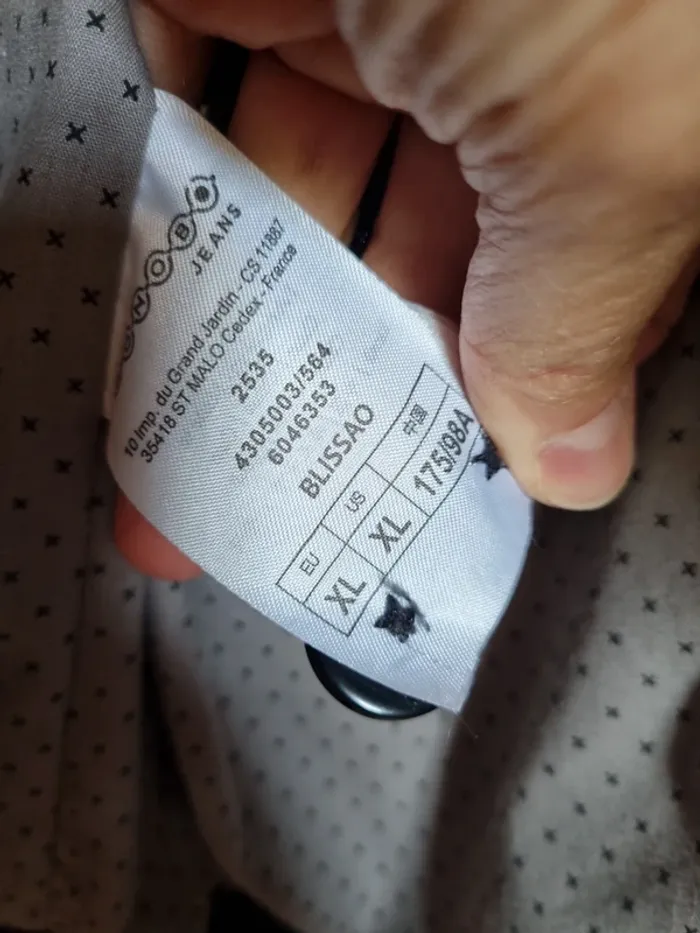 JEANS
10 Imp. du Grand Jardin - CS 11887
35418 ST MALO Cedex - France
2535
4305003/564
6046353
BLISSAO
EU US 中国
XL XL 175/98A